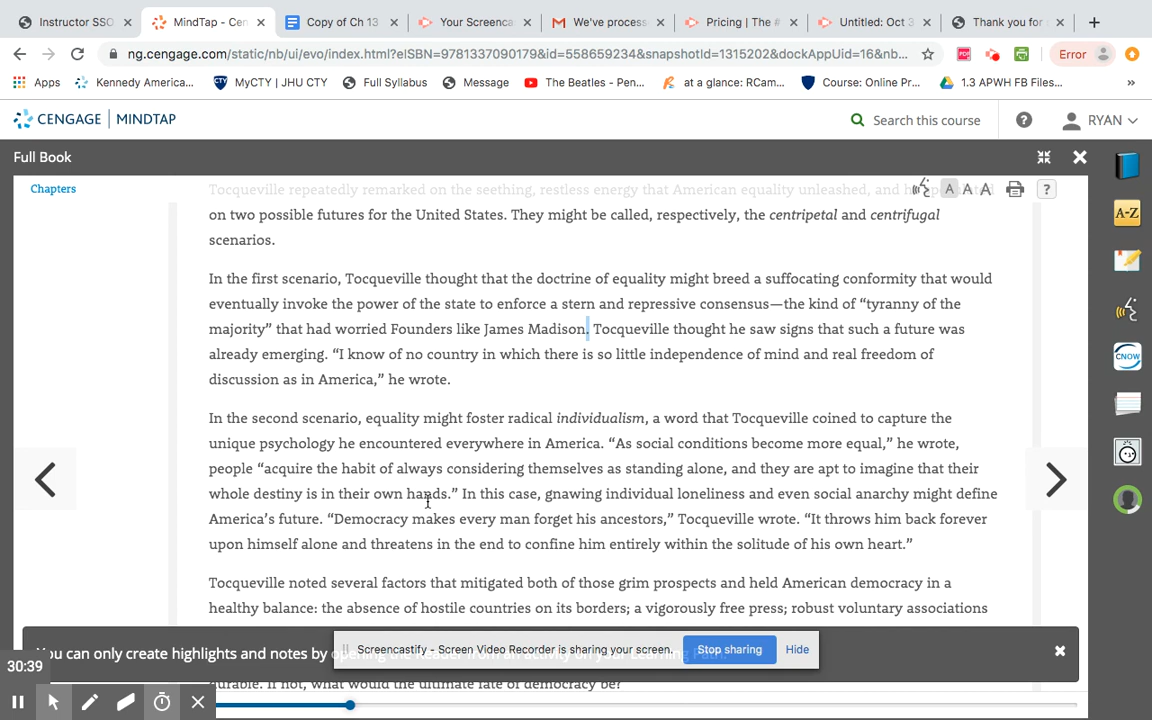 Instructor SSO
MindTap - Cen
Copy of Ch 13
Your Screenca
We've process
Pricing | The #
Untitled: Oct 3
Thank you for
ng.cengage.com/static/nb/ui/evo/index.html?eISBN=9781337090179&id=558659234&snapshotId=1315202&dockAppUid=16&nb...
Error
Apps
Kennedy America...
CTY
MyCTY | JHU CTY
Full Syllabus
Message
The Beatles - Pen...
at a glance: RCam...
Course: Online Pr...
1.3 APWH FB Files...
»
CENGAGE | MINDTAP
Search this course
?
RYAN
Full Book
Chapters
A A A
?
A-Z
CNOW
Tocqueville repeatedly remarked on the seething, restless energy that American equality unleashed, and
on two possible futures for the United States. They might be called, respectively, the centripetal and centrifugal
scenarios.
In the first scenario, Tocqueville thought that the doctrine of equality might breed a suffocating conformity that would
eventually invoke the power of the state to enforce a stern and repressive consensus—the kind of “tyranny of the
majority” that had worried Founders like James Madison. Tocqueville thought he saw signs that such a future was
already emerging. “I know of no country in which there is so little independence of mind and real freedom of
discussion as in America,” he wrote.
In the second scenario, equality might foster radical individualism, a word that Tocqueville coined to capture the
unique psychology he encountered everywhere in America. “As social conditions become more equal,” he wrote,
people “acquire the habit of always considering themselves as standing alone, and they are apt to imagine that their
whole destiny is in their own hands.” In this case, gnawing individual loneliness and even social anarchy might define
America’s future. “Democracy makes every man forget his ancestors,” Tocqueville wrote. “It throws him back forever
upon himself alone and threatens in the end to confine him entirely within the solitude of his own heart.”
Tocqueville noted several factors that mitigated both of those grim prospects and held American democracy in a
healthy balance: the absence of hostile countries on its borders; a vigorously free press; robust voluntary associations
You can only create highlights and notes by
Screencastify - Screen Video Recorder is sharing your screen.
Stop sharing
Hide
30:39
durable. If not, what would the ultimate fate of democracy be?